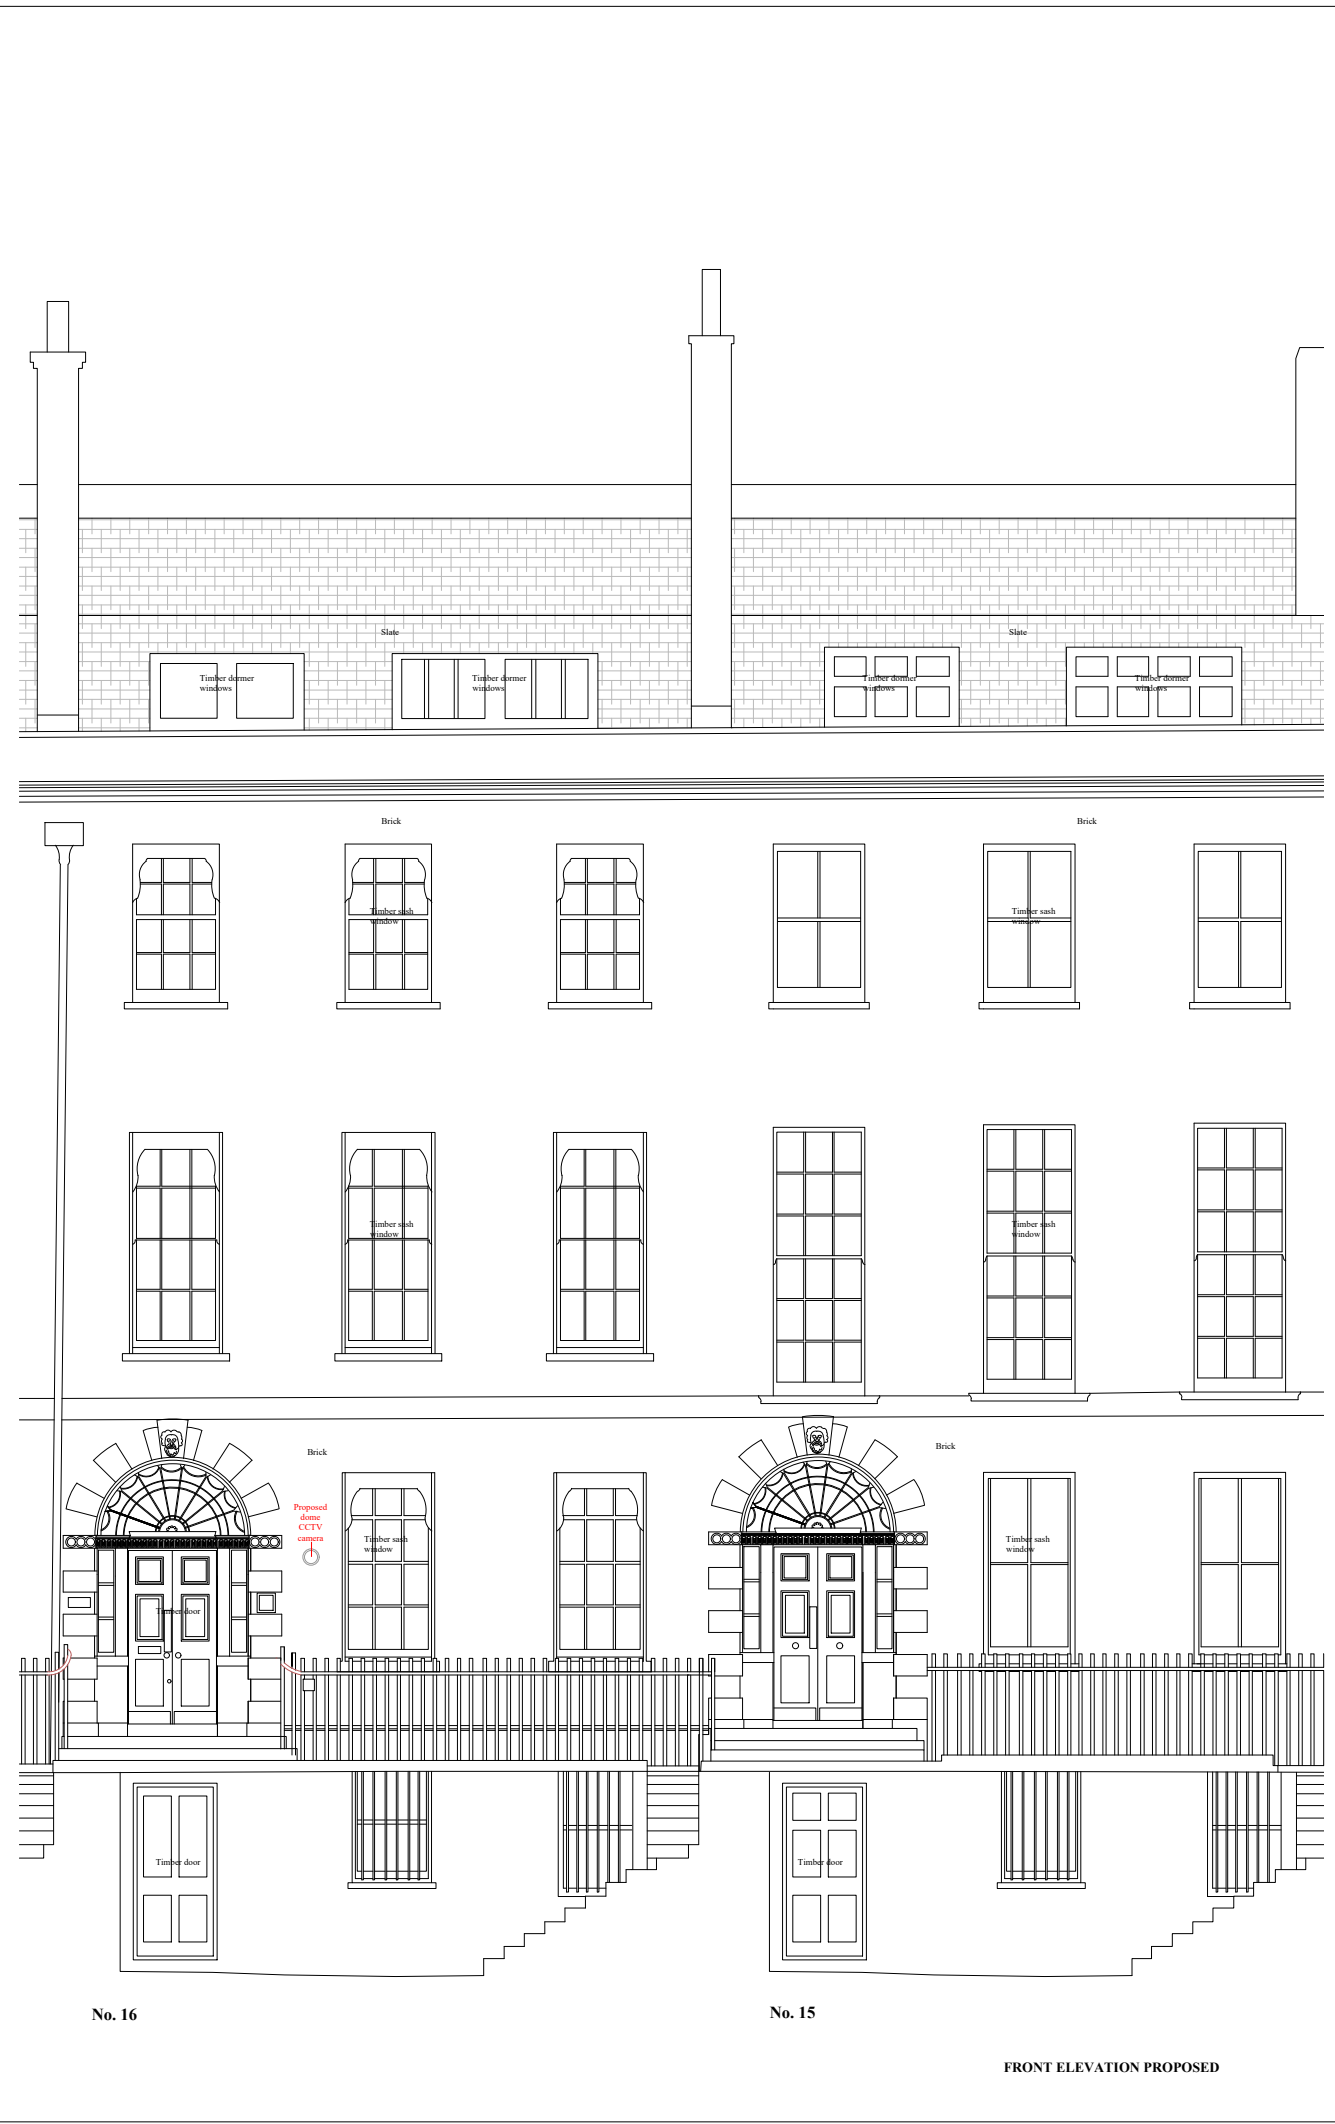 Slate
Slate
Timber dormer
windows
Timber dormer
windows
Timber dormer
windows
Timber dormer
windows
Brick
Brick
Timber sash
window
Timber sash
window
Timber sash
window
Timber sash
window
Brick
Brick
Proposed
dome
CCTV
camera
Timber sash
window
Timber sash
window
Timber door
Timber door
Timber door
No. 16
No. 15
FRONT ELEVATION PROPOSED